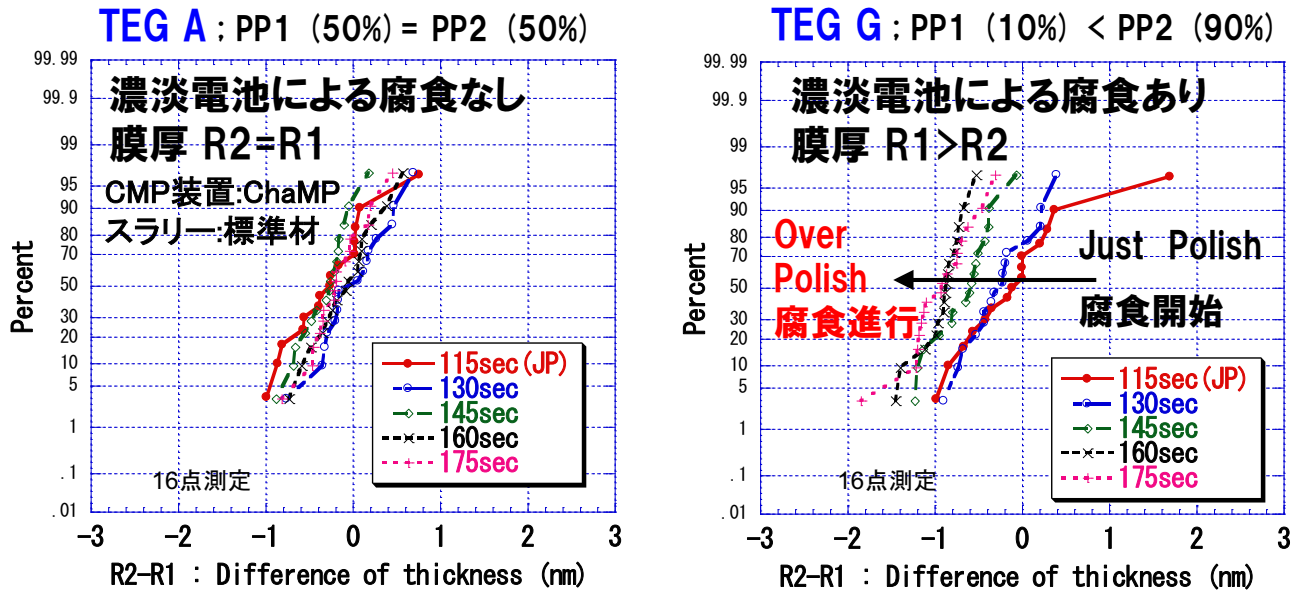 TEG A ; PP1 (50%) = PP2 (50%)
濃淡電池による腐食なし
膜厚 R2=R1
CMP装置:ChaMP
スラリー:標準材
Percent
99.99
99.9
99
95
90
80
70
50
30
20
10
5
1
.1
.01
115sec(JP)
130sec
145sec
160sec
175sec
16点測定
-3 -2 -1 0 1 2 3
R2-R1 : Difference of thickness (nm)
TEG G ; PP1 (10%) < PP2 (90%)
濃淡電池による腐食あり
膜厚 R1>R2
Over
Polish
腐食進行
Just Polish
腐食開始
Percent
99.99
99.9
99
95
90
80
70
50
30
20
10
5
1
.1
.01
115sec(JP)
130sec
145sec
160sec
175sec
16点測定
-3 -2 -1 0 1 2 3
R2-R1 : Difference of thickness (nm)